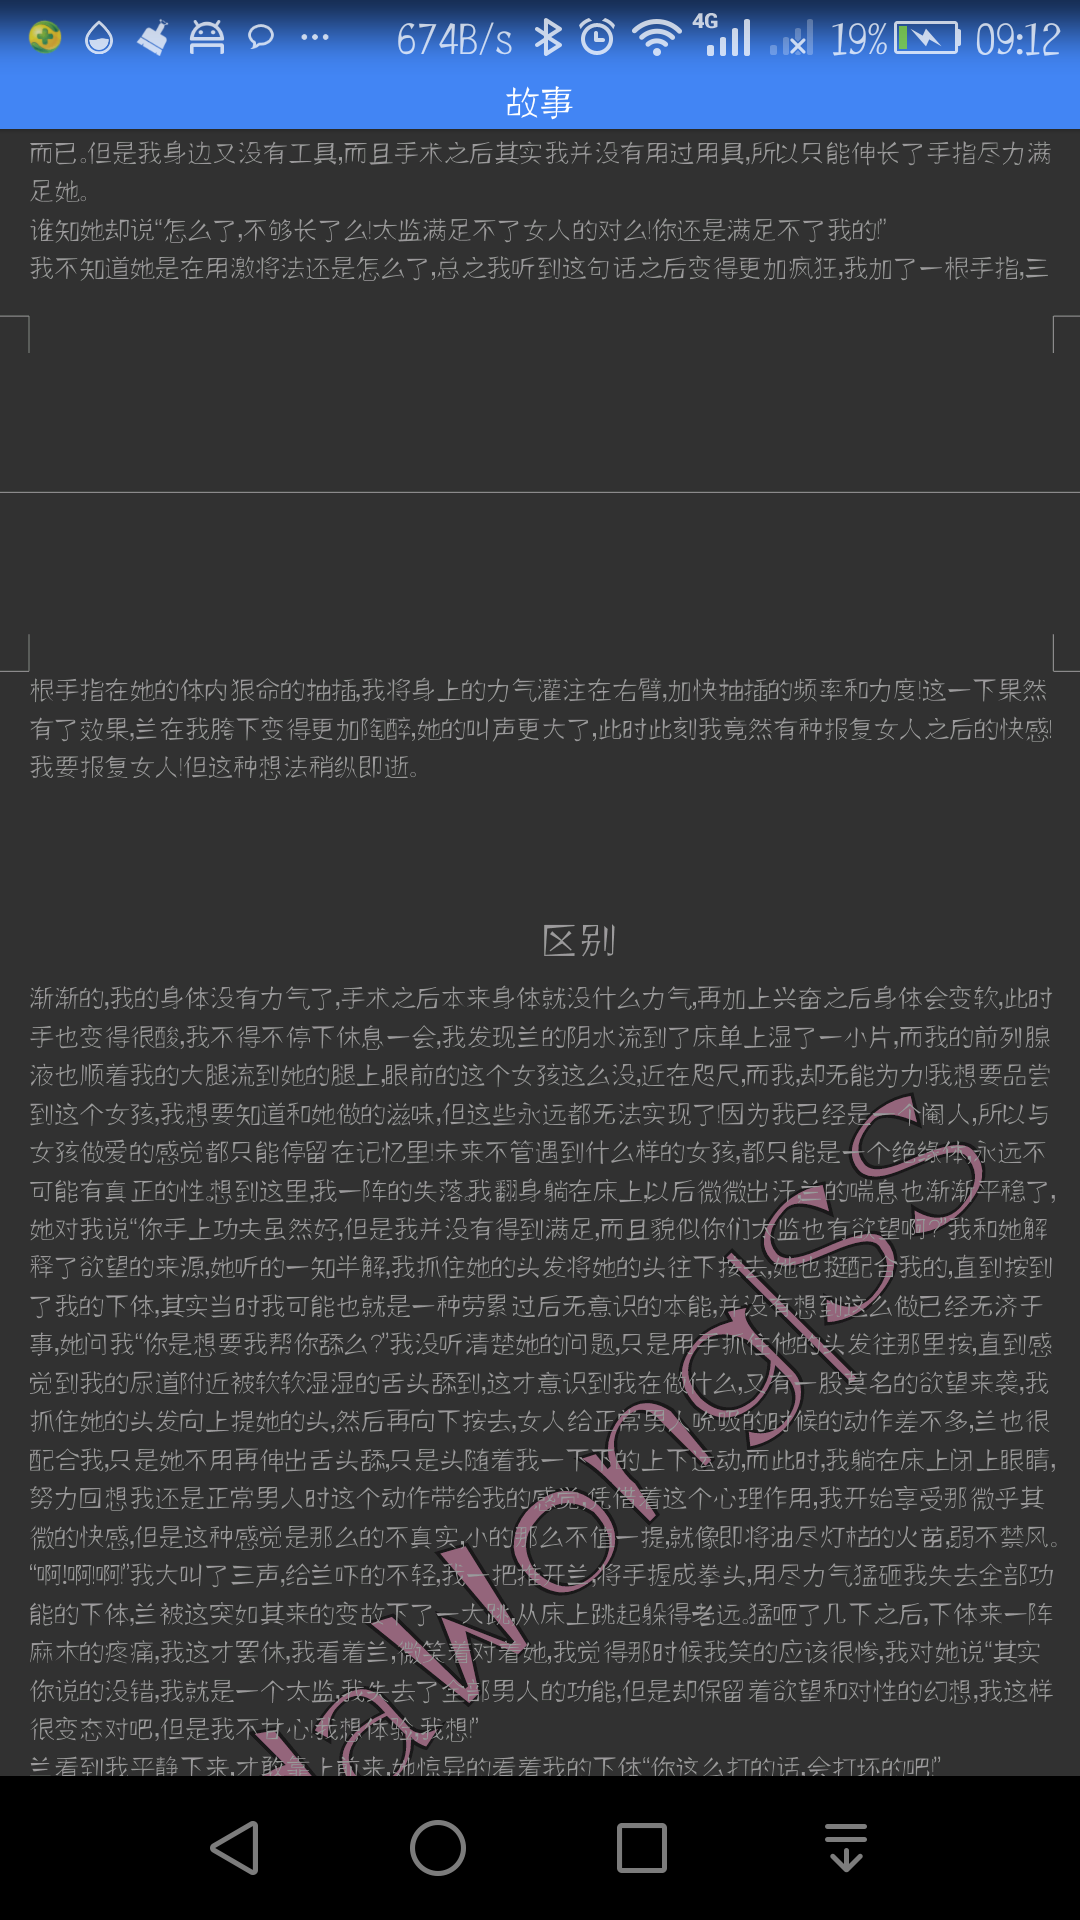 674B/s 4G 19% 09:12
故事
而已。但是我身边又没有工具,而且手术之后其实我并没有用过用具,所以只能伸长了手指尽力满
足她。
谁知她却说“怎么了,不够长了么!太监满足不了女人的对么!你还是满足不了我的!”
我不知道她是在用激将法还是怎么了,总之我听到这句话之后变得更加疯狂,我加了一根手指,三
根手指在她的体内狠命的抽插,我将身上的力气灌注在右臂,加快抽插的频率和力度!这一下果然
有了效果,兰在我胯下变得更加陶醉,她的叫声更大了,此时此刻我竟然有种报复女人之后的快感!
我要报复女人!但这种想法稍纵即逝。
区别
渐渐的,我的身体没有力气了,手术之后本来身体就没什么力气,再加上兴奋之后身体会变软,此时
手也变得很酸,我不得不停下休息一会,我发现兰的阴水流到了床单上湿了一小片,而我的前列腺
液也顺着我的大腿流到她的腿上,眼前的这个女孩这么没,近在咫尺,而我,却无能为力!我想要品尝
到这个女孩,我想要知道和她做的滋味,但这些永远都无法实现了!因为我已经是一个阉人,所以与
女孩做爱的感觉都只能停留在记忆里!未来不管遇到什么样的女孩,都只能是一个绝缘体,永远不
可能有真正的性。想到这里,我一阵的失落。我翻身躺在床上,以后微微出汗兰的喘息也渐渐平稳了,
她对我说“你手上功夫虽然好,但是我并没有得到满足,而且貌似你们太监也有欲望啊?”我和她解
释了欲望的来源,她听的一知半解,我抓住她的头发将她的头往下按去,她也挺配合我的,直到按到
了我的下体,其实当时我可能也就是一种劳累过后无意识的本能,并没有想到这么做已经无济于
事,她问我“你是想要我帮你舔么?”我没听清楚她的问题,只是用手抓住他的头发往那里按,直到感
觉到我的尿道附近被软软湿湿的舌头舔到,这才意识到我在做什么,又有一股莫名的欲望来袭,我
抓住她的头发向上提她的头,然后再向下按去,女人给正常男人吮吸的时候的动作差不多,兰也很
配合我,只是她不用再伸出舌头舔,只是头随着我一下下的上下运动,而此时,我躺在床上闭上眼睛,
努力回想我还是正常男人时这个动作带给我的感觉,凭借着这个心理作用,我开始享受那微乎其
微的快感,但是这种感觉是那么的不真实,小的那么不值一提,就像即将油尽灯枯的火苗,弱不禁风。
“啊!啊!啊!”我大叫了三声,给兰吓的不轻,我一把推开兰,将手握成拳头,用尽力气猛砸我失去全部功
能的下体,兰被这突如其来的变故下了一大跳,从床上跳起躲得老远。猛砸了几下之后,下体来一阵
麻木的疼痛,我这才罢休,我看着兰,微笑着对着她,我觉得那时候我笑的应该很惨,我对她说“其实
你说的没错,我就是一个太监,我失去了全部男人的功能,但是却保留着欲望和对性的幻想,我这样
很变态对吧,但是我不甘心!我想体验,我想!”
兰看到我平静下来,才敢靠上前来,她惊异的看着我的下体“你这么打的话,会打坏的吧!”